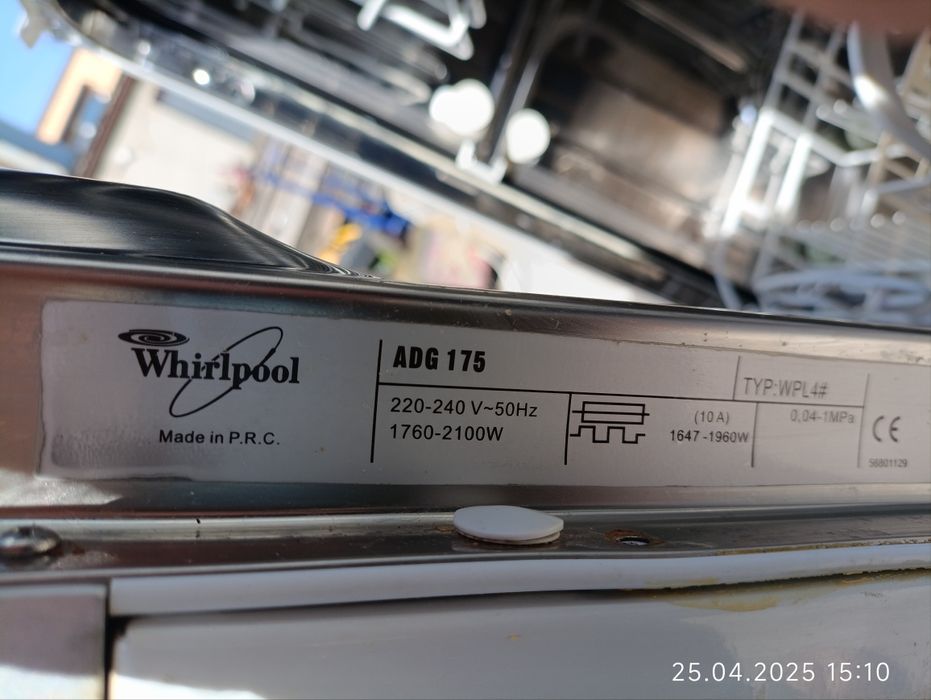 Whirlpool
Made in P.R.C.
ADG 175
220-240 V~50Hz
1760-2100W
(10 A)
1647 -1960W
TYP:WPL4#
0,04-1MPa
CE
56801129
25.04.2025 15:10